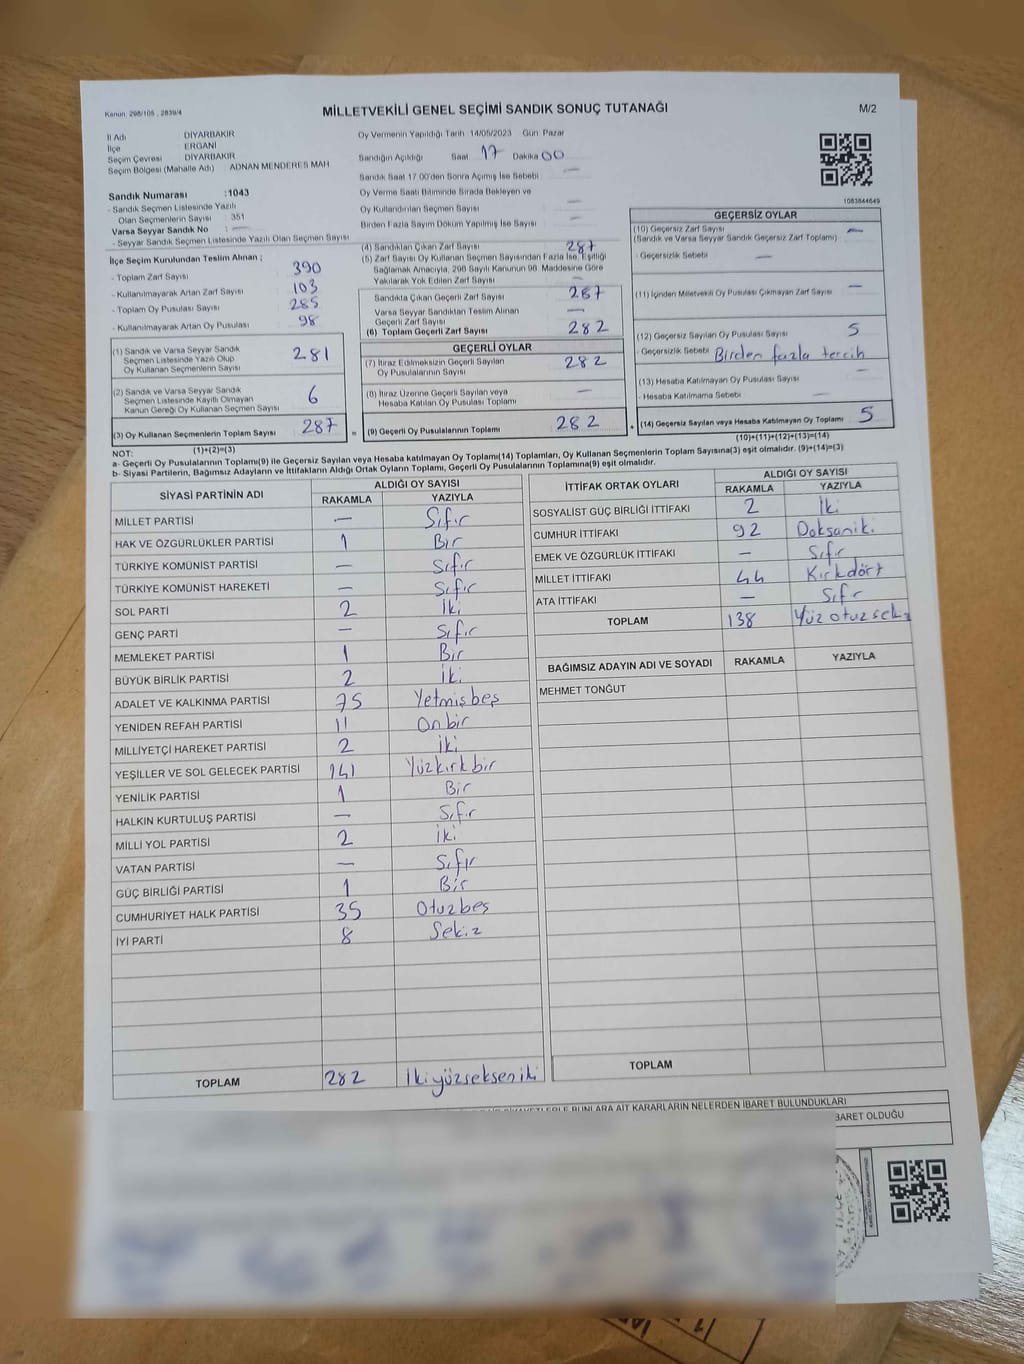 Kanun: 298/105 , 2839/4
MİLLETVEKİLİ GENEL SEÇİMİ SANDIK SONUÇ TUTANAĞI
M/2
İl Adı DİYARBAKIR
İlçe ERGANİ
Seçim Çevresi DİYARBAKIR
Seçim Bölgesi (Mahalle Adı) : ADNAN MENDERES MAH
Sandık Numarası : 1043
- Sandık Seçmen Listesinde Yazılı
Olan Seçmenlerin Sayısı : 351
Varsa Seyyar Sandık No : —
- Seyyar Sandık Seçmen Listesinde Yazılı Olan Seçmen Sayısı
İlçe Seçim Kurulundan Teslim Alınan ;
- Toplam Zarf Sayısı 390
- Kullanılmayarak Artan Zarf Sayısı 103
- Toplam Oy Pusulası Sayısı 285
- Kullanılmayarak Artan Oy Pusulası 98
(1) Sandık ve Varsa Seyyar Sandık
Seçmen Listesinde Yazılı Olup
Oy Kullanan Seçmenlerin Sayısı 281
(2) Sandık ve Varsa Seyyar Sandık
Seçmen Listesinde Kayıtlı Olmayan
Kanun Gereği Oy Kullanan Seçmen Sayısı 6
(3) Oy Kullanan Seçmenlerin Toplam Sayısı 287
(1)+(2)=(3)
Oy Vermenin Yapıldığı Tarih 14/05/2023 Gün Pazar
Sandığın Açıldığı Saat 17 Dakika 00
Sandık Saat 17.00'den Sonra Açılmış İse Sebebi : —
Oy Verme Saati Bitiminde Sırada Bekleyen ve
Oy Kullandırılan Seçmen Sayısı —
Birden Fazla Sayım Döküm Yapılmış İse Sayısı : —
(4) Sandıktan Çıkan Zarf Sayısı 287
(5) Zarf Sayısı Oy Kullanan Seçmen Sayısından Fazla İse, Eşitliği
Sağlamak Amacıyla, 298 Sayılı Kanunun 98. Maddesine Göre
Yakılarak Yok Edilen Zarf Sayısı —
Sandıkta Çıkan Geçerli Zarf Sayısı 287
Varsa Seyyar Sandıktan Teslim Alınan
Geçerli Zarf Sayısı —
(6) Toplam Geçerli Zarf Sayısı 282
GEÇERLİ OYLAR
(7) İtiraz Edilmeksizin Geçerli Sayılan
Oy Pusulalarının Sayısı 282
(8) İtiraz Üzerine Geçerli Sayılan veya
Hesaba Katılan Oy Pusulası Toplamı —
= (9) Geçerli Oy Pusulalarının Toplamı 282 +
1083844649
GEÇERSİZ OYLAR
(10) Geçersiz Zarf Sayısı —
(Sandık ve Varsa Seyyar Sandık Geçersiz Zarf Toplamı)
- Geçersizlik Sebebi —
(11) İçinden Milletvekili Oy Pusulası Çıkmayan Zarf Sayısı —
(12) Geçersiz Sayılan Oy Pusulası Sayısı 5
- Geçersizlik Sebebi Birden fazla tercih
(13) Hesaba Katılmayan Oy Pusulası Sayısı —
- Hesaba Katılmama Sebebi —
(14) Geçersiz Sayılan veya Hesaba Katılmayan Oy Toplamı 5
(10)+(11)+(12)+(13)=(14)
NOT:
a- Geçerli Oy Pusulalarının Toplamı(9) ile Geçersiz Sayılan veya Hesaba katılmayan Oy Toplamı(14) Toplamları, Oy Kullanan Seçmenlerin Toplam Sayısına(3) eşit olmalıdır. (9)+(14)=(3)
b- Siyasi Partilerin, Bağımsız Adayların ve İttifakların Aldığı Ortak Oyların Toplamı, Geçerli Oy Pusulalarının Toplamına(9) eşit olmalıdır.
SİYASİ PARTİNİN ADI ALDIĞI OY SAYISI
RAKAMLA YAZIYLA
MİLLET PARTİSİ — Sıfır
HAK VE ÖZGÜRLÜKLER PARTİSİ 1 Bir
TÜRKİYE KOMÜNİST PARTİSİ — Sıfır
TÜRKİYE KOMÜNİST HAREKETİ — Sıfır
SOL PARTİ 2 İki
GENÇ PARTİ — Sıfır
MEMLEKET PARTİSİ 1 Bir
BÜYÜK BİRLİK PARTİSİ 2 İki
ADALET VE KALKINMA PARTİSİ 75 Yetmişbeş
YENİDEN REFAH PARTİSİ 11 Onbir
MİLLİYETÇİ HAREKET PARTİSİ 2 İki
YEŞİLLER VE SOL GELECEK PARTİSİ 141 Yüzkırkbir
YENİLİK PARTİSİ 1 Bir
HALKIN KURTULUŞ PARTİSİ — Sıfır
MİLLİ YOL PARTİSİ 2 İki
VATAN PARTİSİ — Sıfır
GÜÇ BİRLİĞİ PARTİSİ 1 Bir
CUMHURİYET HALK PARTİSİ 35 Otuzbeş
İYİ PARTİ 8 Sekiz
TOPLAM 282 İkiyüzsekseniki
İTTİFAK ORTAK OYLARI ALDIĞI OY SAYISI
RAKAMLA YAZIYLA
SOSYALİST GÜÇ BİRLİĞİ İTTİFAKI 2 İki
CUMHUR İTTİFAKI 92 Doksaniki
EMEK VE ÖZGÜRLÜK İTTİFAKI — Sıfır
MİLLET İTTİFAKI 44 Kırkdört
ATA İTTİFAKI — Sıfır
TOPLAM 138 Yüzotuzsekiz
BAĞIMSIZ ADAYIN ADI VE SOYADI RAKAMLA YAZIYLA
MEHMET TONĞUT
TOPLAM
BUNLARA AİT KARARLARIN NELERDEN İBARET BULUNDUKLARI
İBARET OLDUĞU